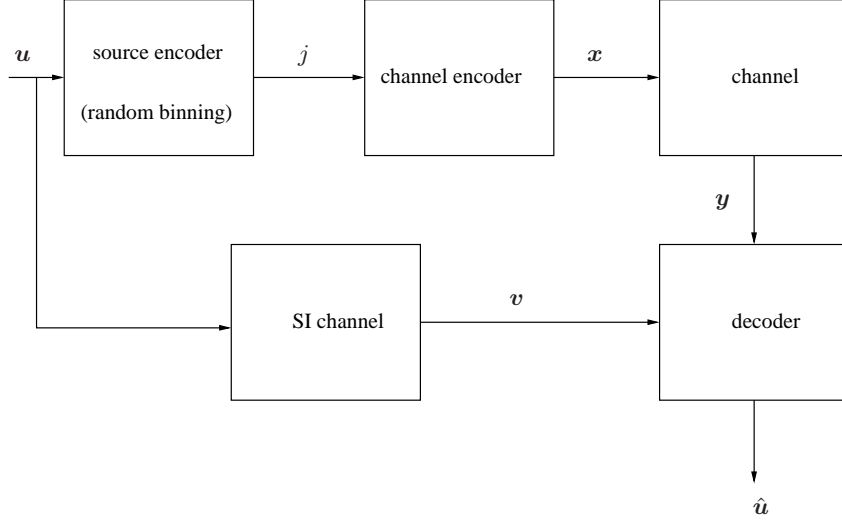 u
source encoder
(random binning)
j
channel encoder
x
channel
y
SI channel
v
decoder
û